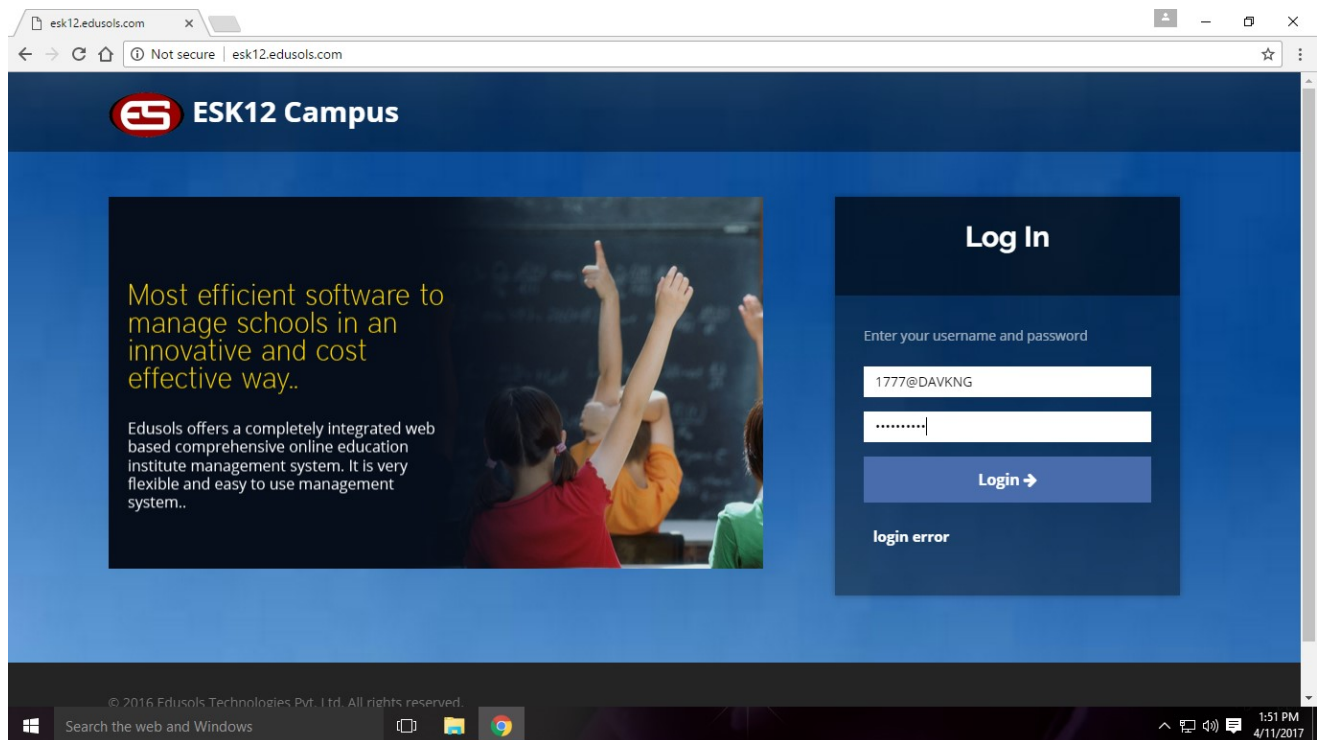 esk12.edusols.com
Not secure | esk12.edusols.com
ES ESK12 Campus
Most efficient software to
manage schools in an
innovative and cost
effective way..
Edusols offers a completely integrated web
based comprehensive online education
institute management system. It is very
flexible and easy to use management
system..
Log In
Enter your username and password
1777@DAVKNG
••••••••••
Login
login error
© 2016 Edusols Technologies Pvt. Ltd. All rights reserved.
Search the web and Windows
1:51 PM
4/11/2017